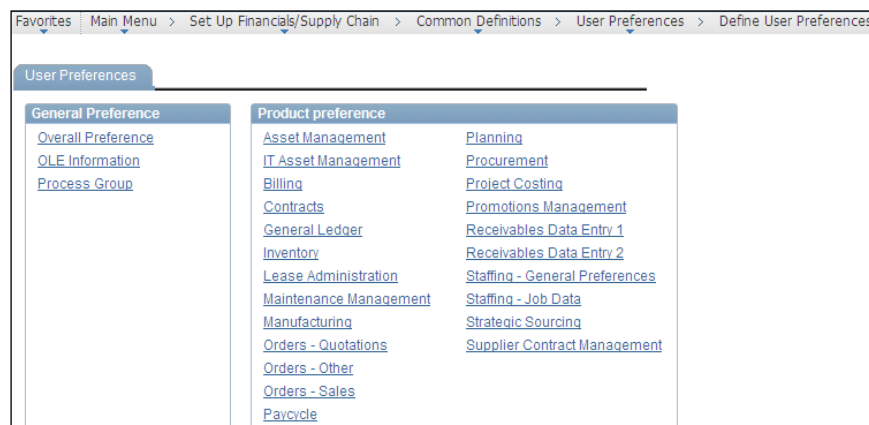 Favorites Main Menu > Set Up Financials/Supply Chain > Common Definitions > User Preferences > Define User Preferences
User Preferences
General Preference
Overall Preference
OLE Information
Process Group
Product preference
Asset Management
IT Asset Management
Billing
Contracts
General Ledger
Inventory
Lease Administration
Maintenance Management
Manufacturing
Orders - Quotations
Orders - Other
Orders - Sales
Paycycle
Planning
Procurement
Project Costing
Promotions Management
Receivables Data Entry 1
Receivables Data Entry 2
Staffing - General Preferences
Staffing - Job Data
Strategic Sourcing
Supplier Contract Management